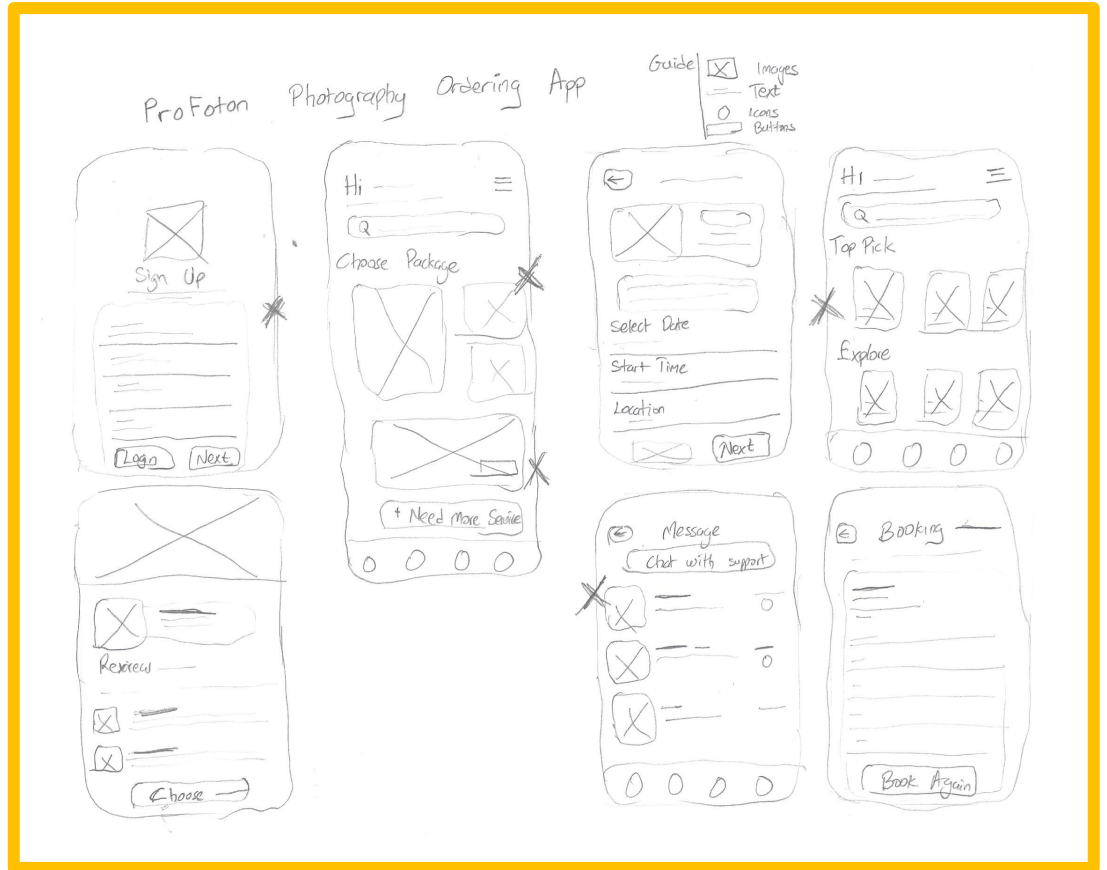 ProFoton Photography Ordering App
Guide
Images
Text
Icons
Buttons
Sign Up
Login
Next
Hi
Q
Choose Package
+ Need More Service
Select Date
Start Time
Location
Next
Hi
Q
Top Pick
Explore
Reviews
Choose
Message
Chat with support
Booking
Book Again